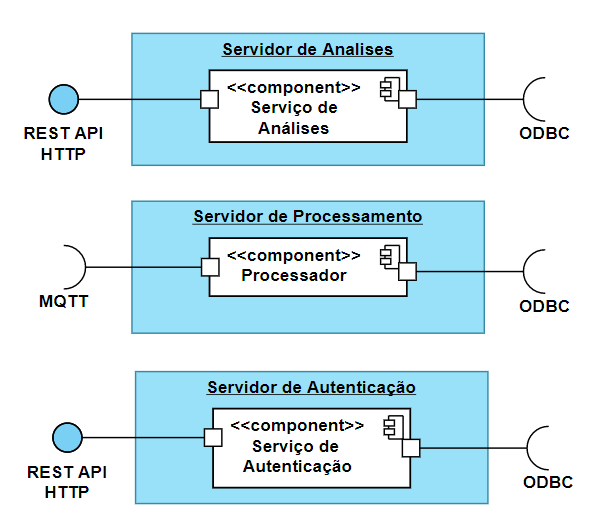 Servidor de Analises
<<component>>
Serviço de
Análises
REST API
HTTP
ODBC
Servidor de Processamento
<<component>>
Processador
MQTT
ODBC
Servidor de Autenticação
<<component>>
Serviço de
Autenticação
REST API
HTTP
ODBC